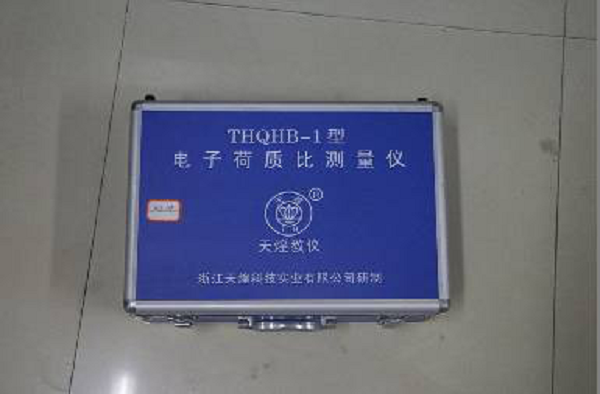 THQHB-1型
电子荷质比测量仪
®
天煌教仪
浙江天煌科技实业有限公司研制